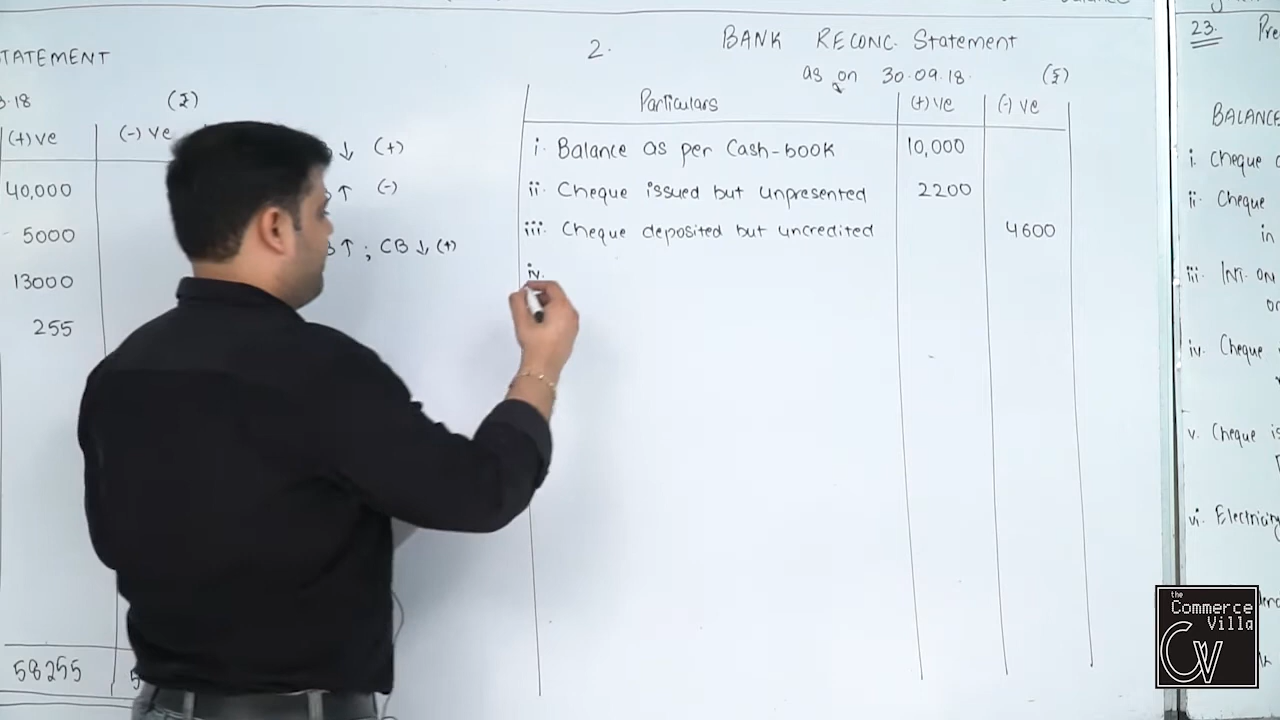 TATEMENT
3.18 (₹)
(+)ve (-) ve
40,000
5000
13000
255
58255 5
↓ (+)
↑ (-)
↑ ; CB ↓ (+)
2. BANK RECONC. Statement
as on 30.09.18. (₹)
Particulars (+)ve (-) ve
i. Balance as per Cash-book 10,000
ii. Cheque issued but unpresented 2200
iii. Cheque deposited but uncredited 4600
iv.
23. Pre
BALANCE
i. Cheque
ii. Cheque
in
iii. INT. on
iv. Cheque
v. Cheque is
vi. Electricity
the
Commerce
Villa
CV